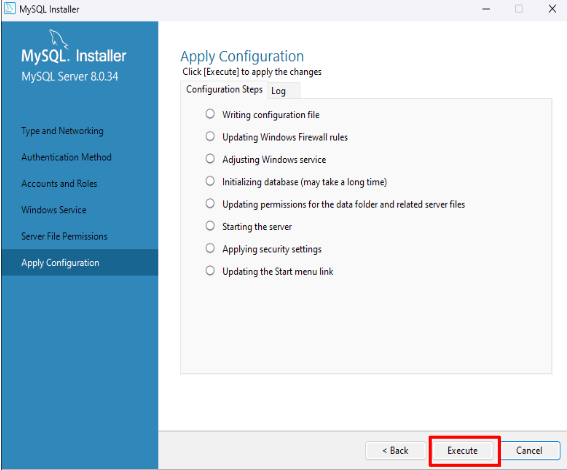 MySQL Installer
MySQL. Installer
MySQL Server 8.0.34
Type and Networking
Authentication Method
Accounts and Roles
Windows Service
Server File Permissions
Apply Configuration
Apply Configuration
Click [Execute] to apply the changes
Configuration Steps Log
Writing configuration file
Updating Windows Firewall rules
Adjusting Windows service
Initializing database (may take a long time)
Updating permissions for the data folder and related server files
Starting the server
Applying security settings
Updating the Start menu link
< Back Execute Cancel